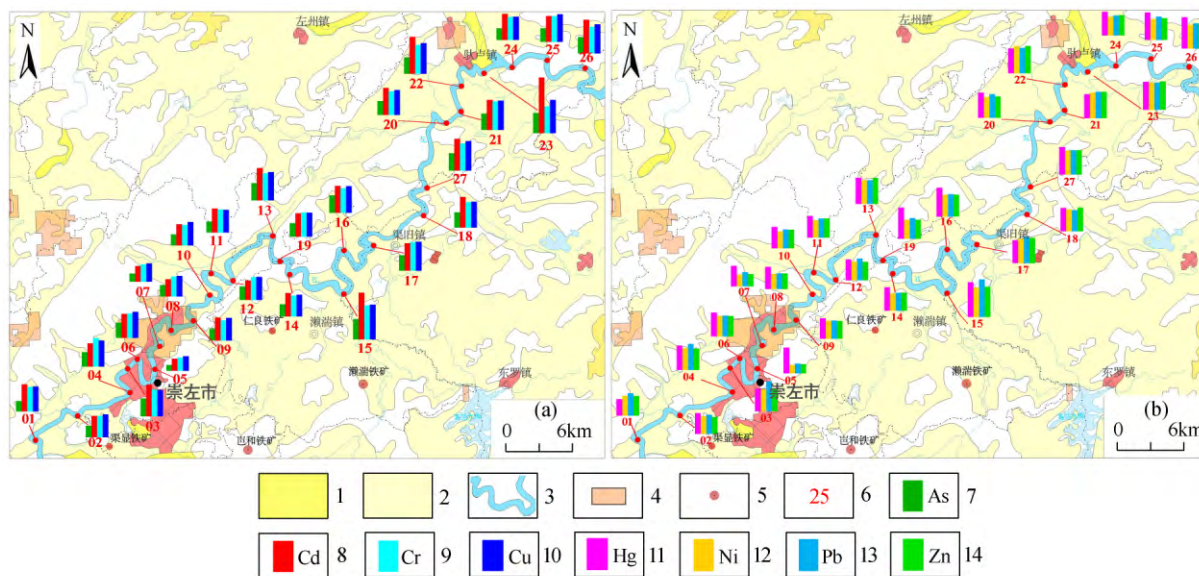 左州镇
驮卢镇
N
24
25
26
22
20
21
23
27
13
16
18
11
19
渠旧镇
10
17
07
12
14
08
仁良铁矿
濑湍镇
15
06
09
04
05
濑湍铁矿
东罗镇
崇左市
01
03
(a)
02
渠显铁矿
岜和铁矿
0 6km
左州镇
驮卢镇
N
24
25
26
22
20
21
23
27
13
16
18
11
19
渠旧镇
10
17
07
12
08
14
仁良铁矿
濑湍镇
15
06
09
04
05
濑湍铁矿
东罗镇
崇左市
01
03
(b)
02
渠显铁矿
岜和铁矿
0 6km
1 2 3 4 5 25 6 As 7
Cd 8 Cr 9 Cu 10 Hg 11 Ni 12 Pb 13 Zn 14